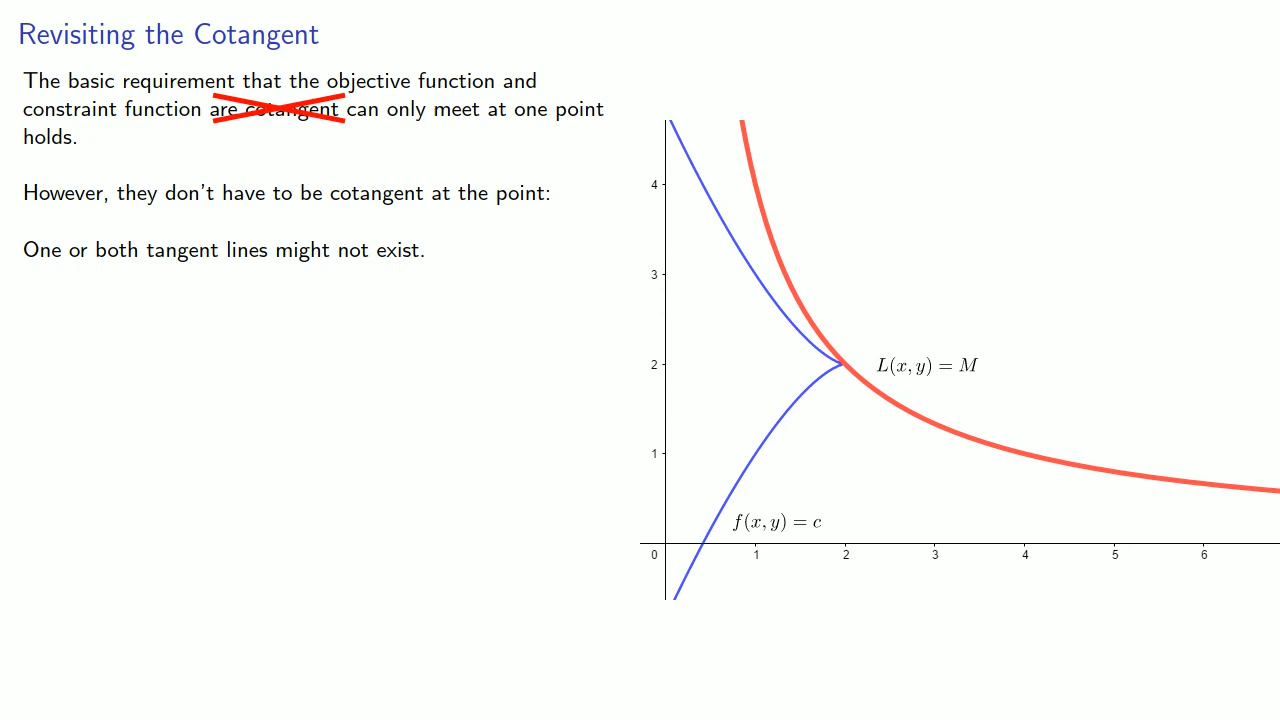 Revisiting the Cotangent
The basic requirement that the objective function and
constraint function are cotangent can only meet at one point
holds.
However, they don't have to be cotangent at the point:
One or both tangent lines might not exist.
4
3
2
1
L(x, y) = M
f(x, y) = c
0 1 2 3 4 5 6